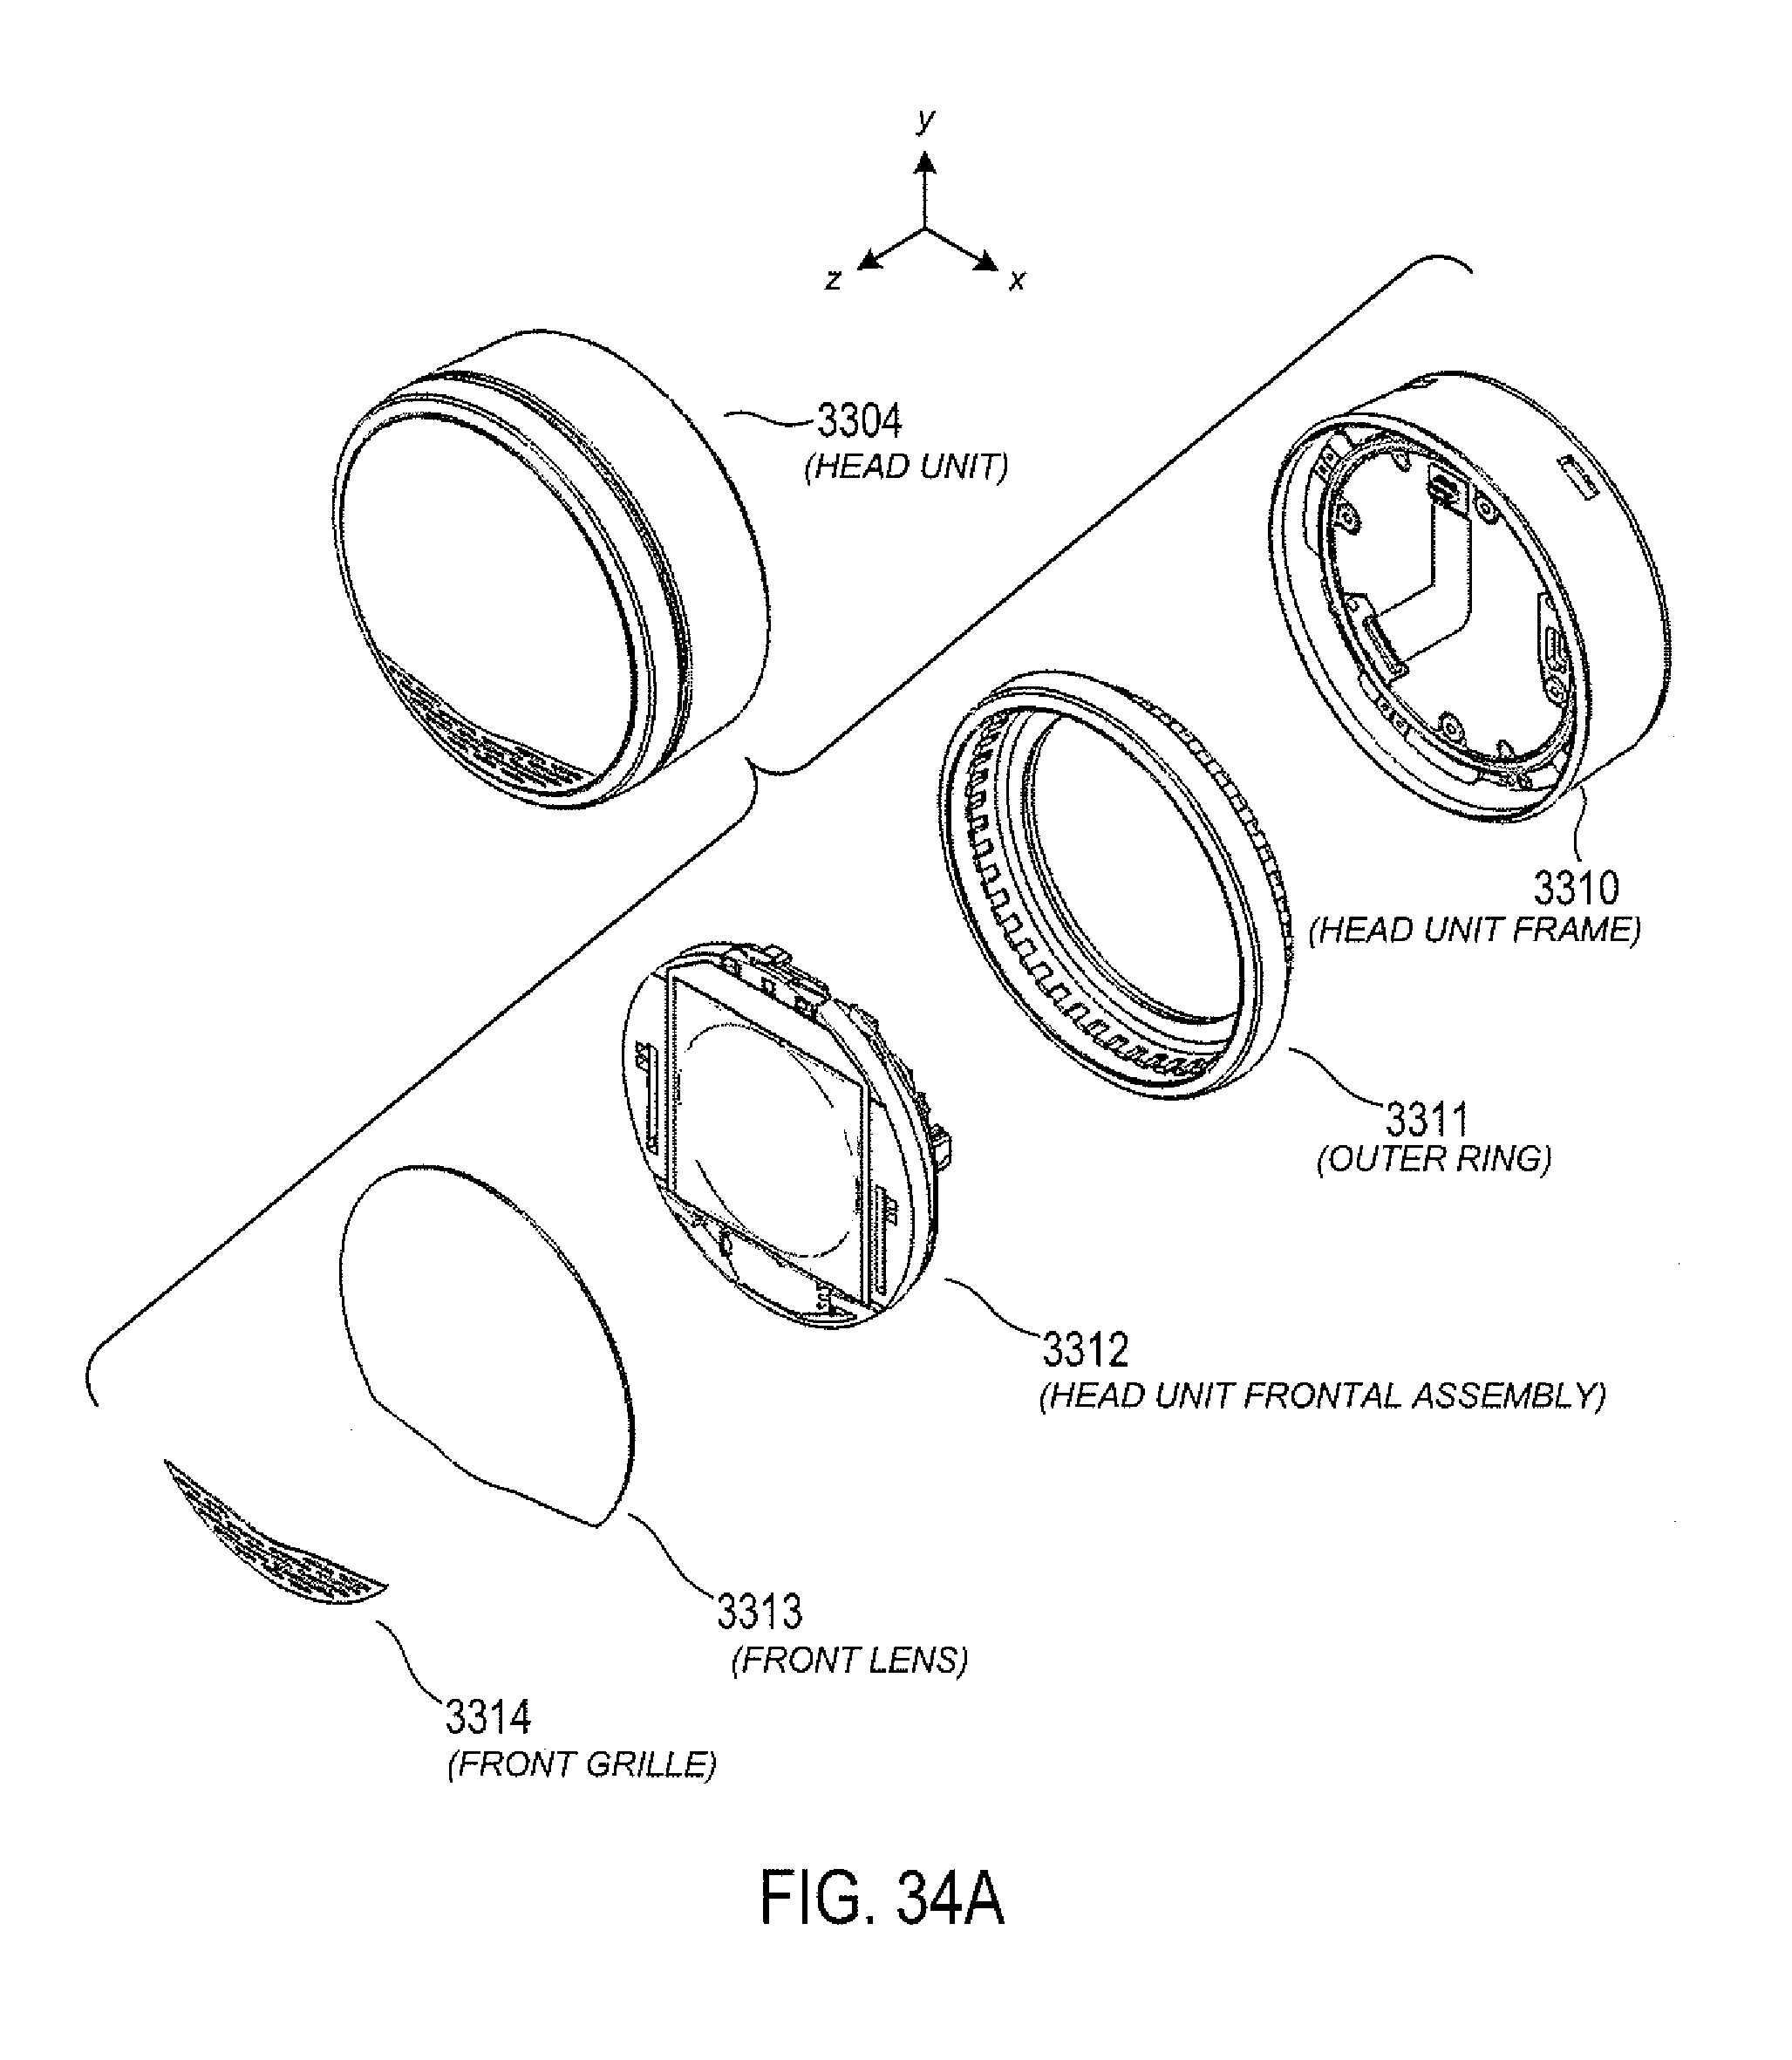 y
z
x
3304
(HEAD UNIT)
3310
(HEAD UNIT FRAME)
3311
(OUTER RING)
3312
(HEAD UNIT FRONTAL ASSEMBLY)
3313
(FRONT LENS)
3314
(FRONT GRILLE)
FIG. 34A